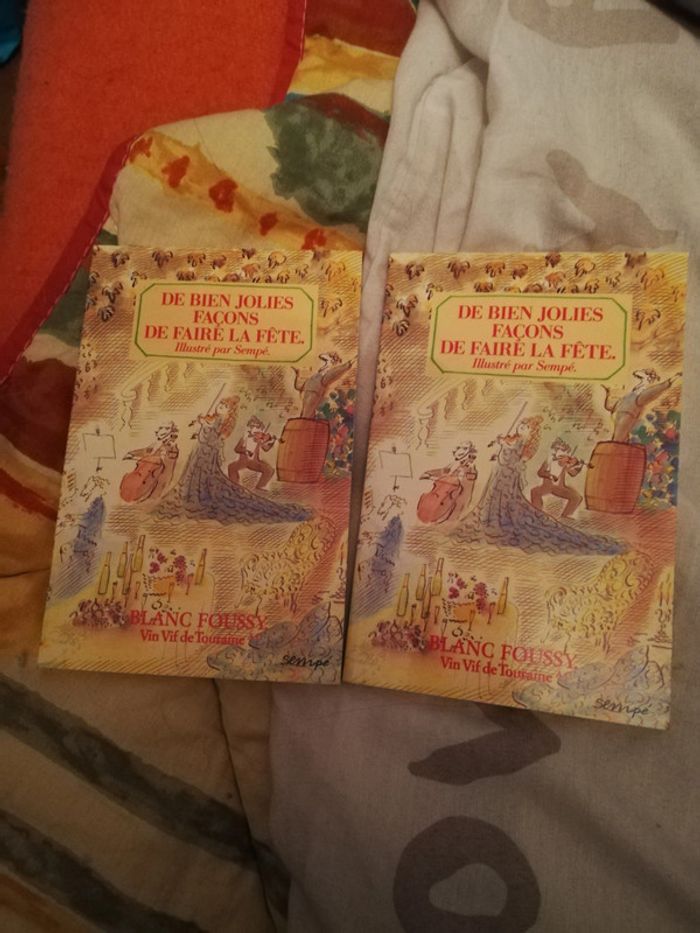 DE BIEN JOLIES
FAÇONS
DE FAIRE LA FÊTE.
Illustré par Sempé.
BLANC FOUSSY
Vin Vif de Touraine
Sempé
DE BIEN JOLIES
FAÇONS
DE FAIRE LA FÊTE.
Illustré par Sempé.
BLANC FOUSSY
Vin Vif de Touraine
Sempé